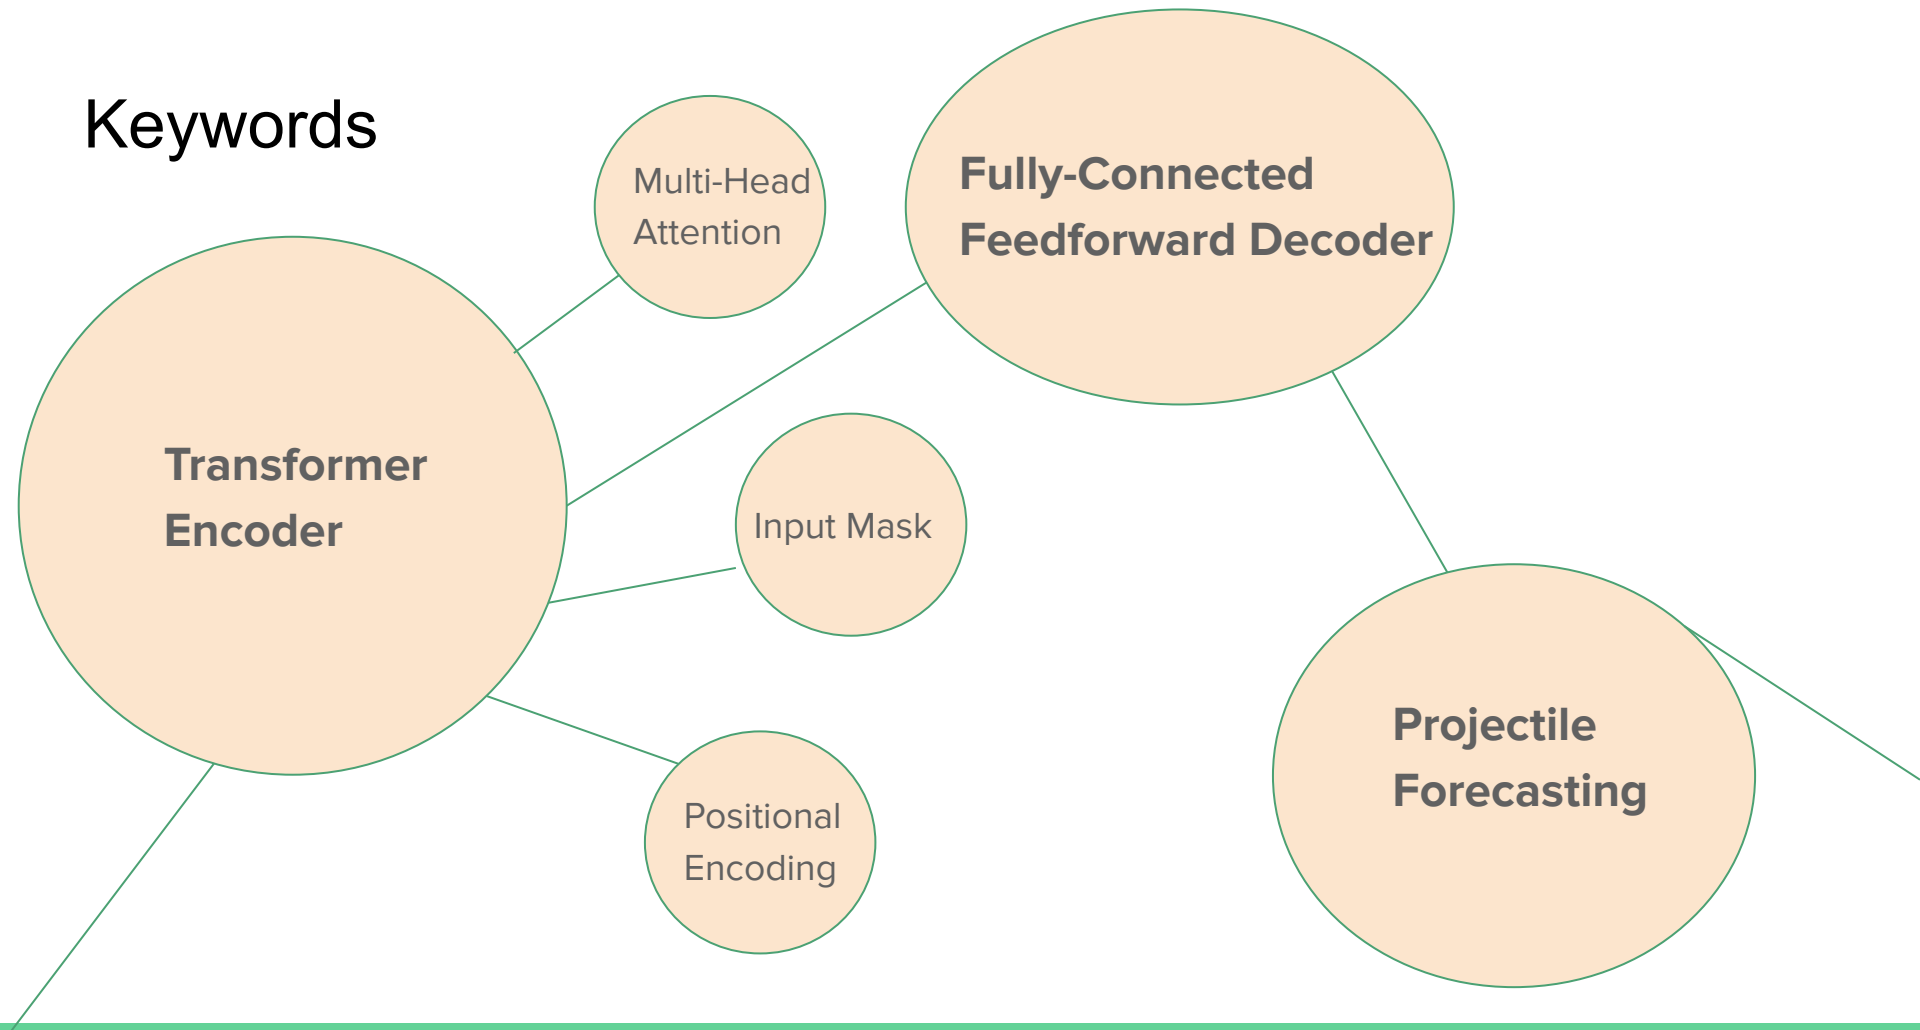 Keywords
Multi-Head
Attention
Fully-Connected
Feedforward Decoder
Transformer
Encoder
Input Mask
Positional
Encoding
Projectile
Forecasting